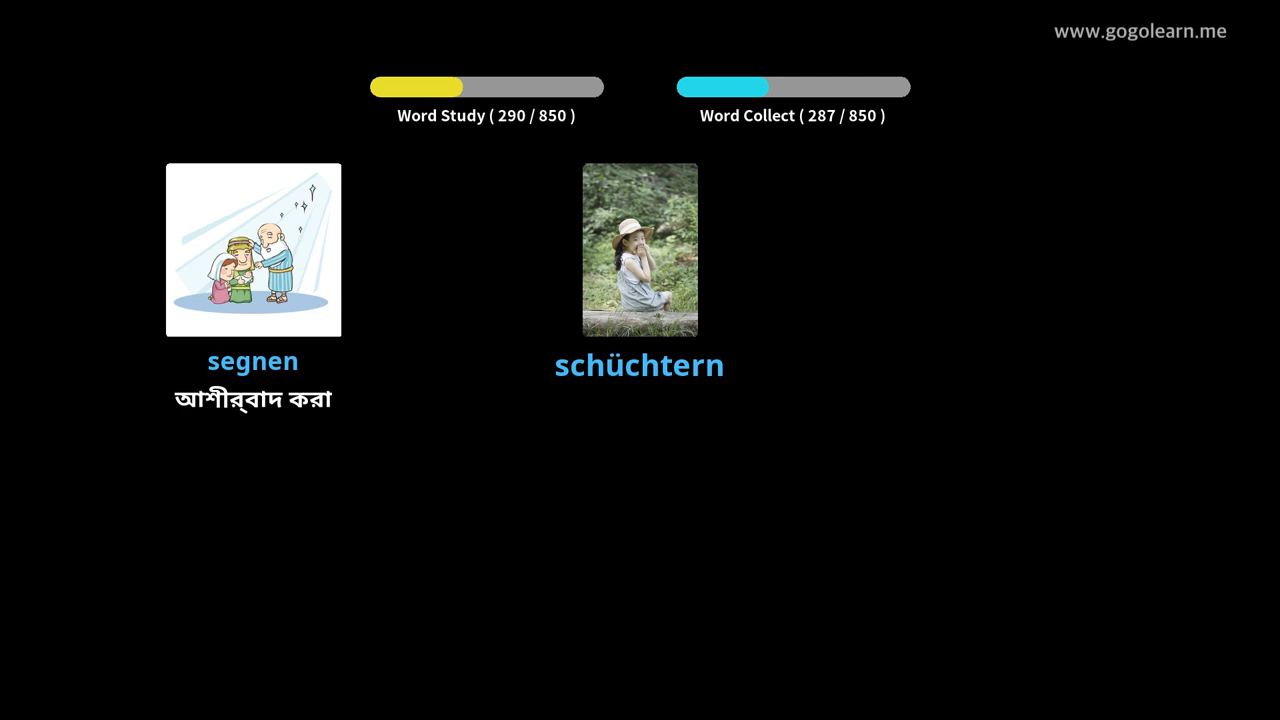 www.gogolearn.me
Word Study ( 290 / 850 )
Word Collect ( 287 / 850 )
segnen
আশীর্‌বাদ করা
schüchtern